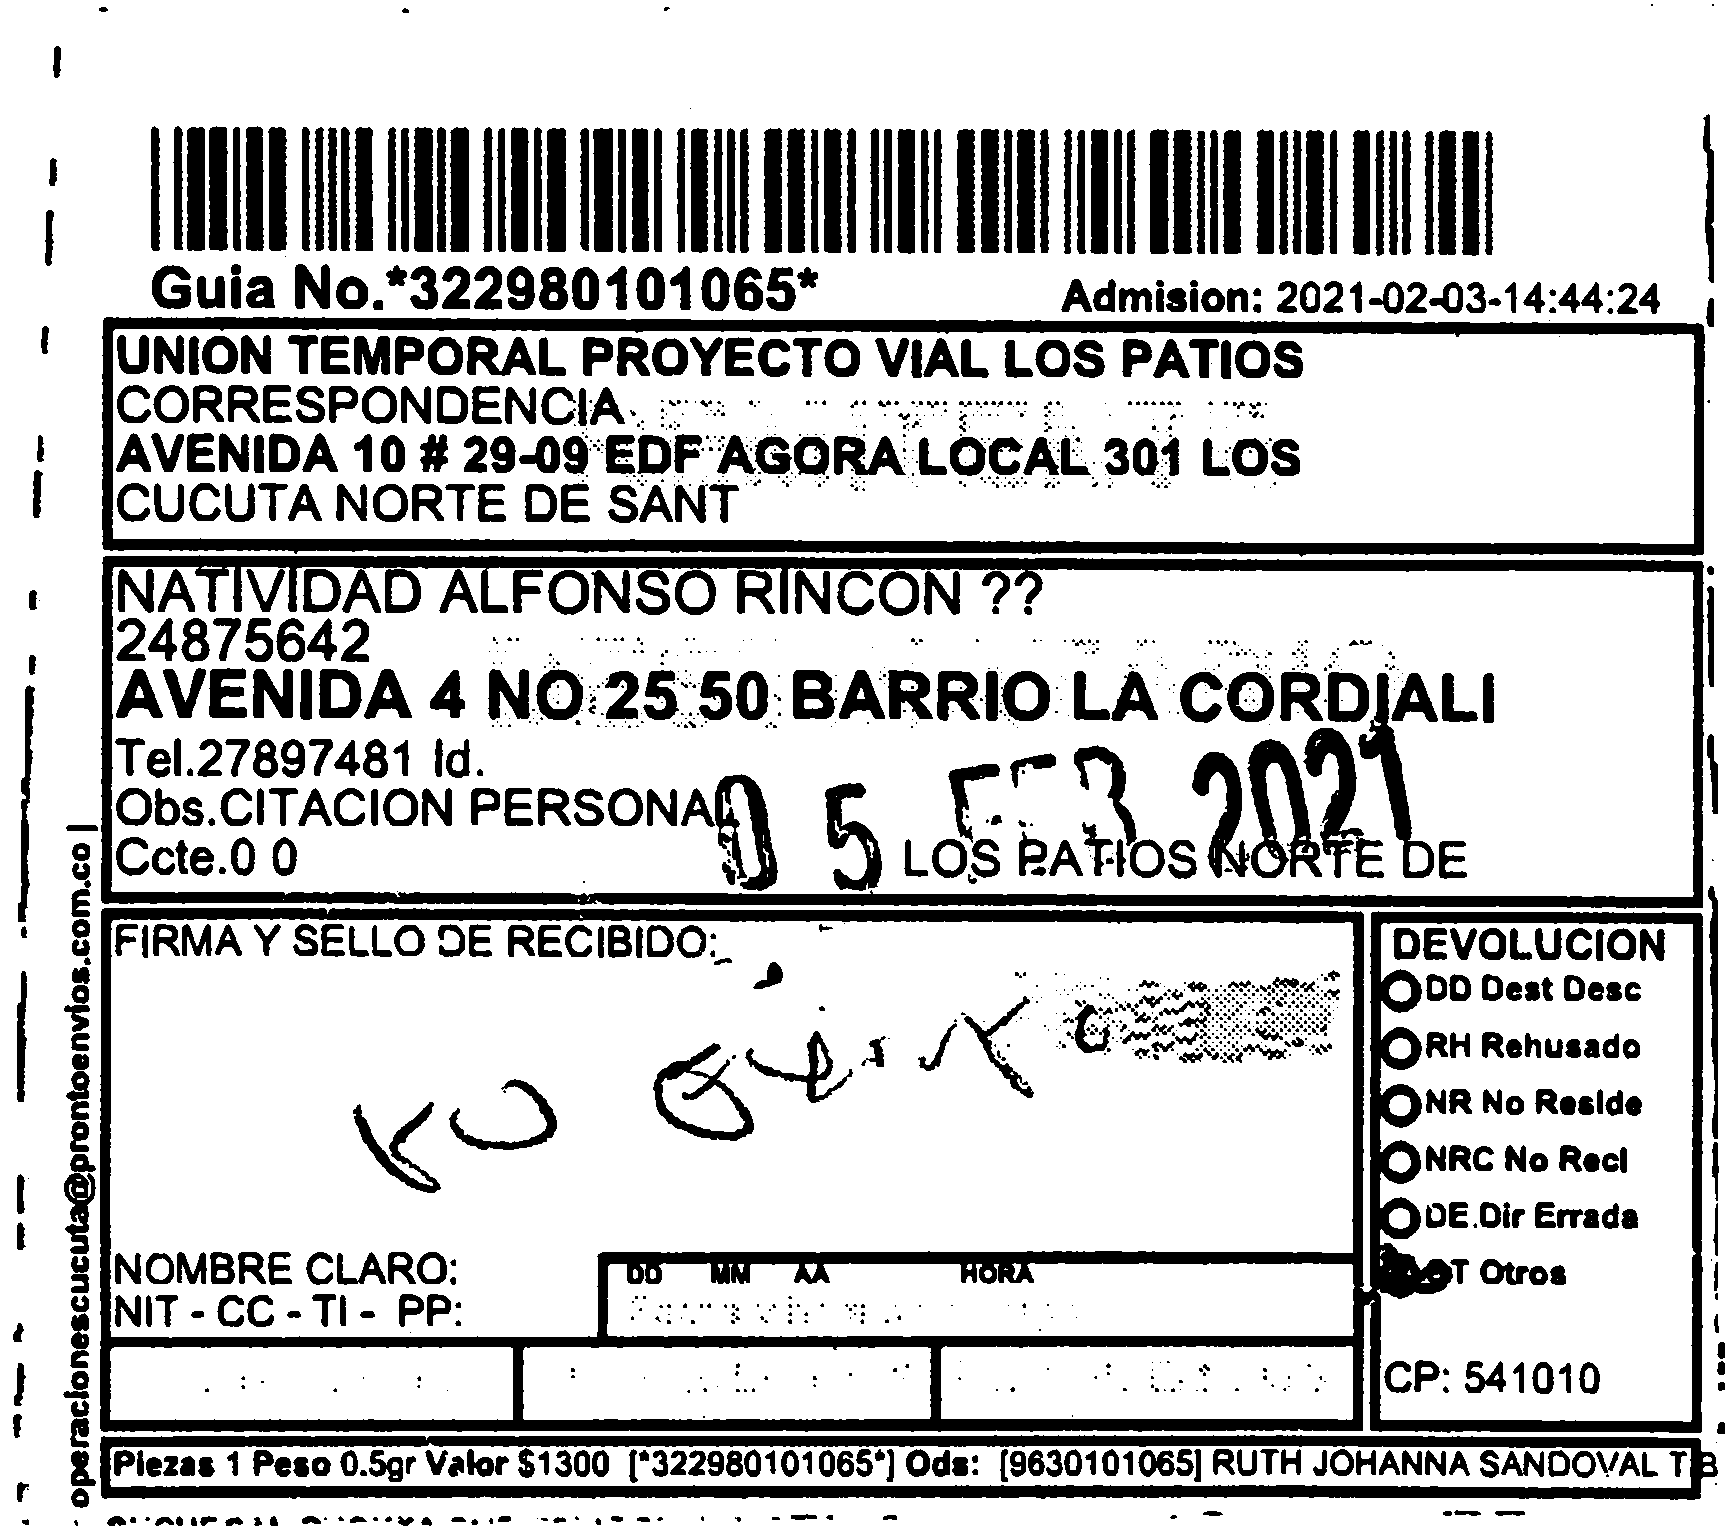 Guia No.*322980101065*
Admision: 2021-02-03-14:44:24
UNION TEMPORAL PROYECTO VIAL LOS PATIOS
CORRESPONDENCIA
AVENIDA 10 # 29-09 EDF AGORA LOCAL 301 LOS
CUCUTA NORTE DE SANT
NATIVIDAD ALFONSO RINCON ??
24875642
AVENIDA 4 NO 25 50 BARRIO LA CORDIALI
Tel.27897481 Id.
Obs.CITACION PERSONAL
05 FEB 2021
Ccte.0 0
LOS PATIOS NORTE DE
FIRMA Y SELLO DE RECIBIDO:
NOMBRE CLARO:
NIT - CC - TI - PP:
DD MM AA HORA
DEVOLUCION
DD Dest Desc
RH Rehusado
NR No Reside
NRC No Recl
DE.Dir Errada
OT Otros
CP: 541010
operacionescucuta@prontoenvios.com.co |
Piezas 1 Peso 0.5gr Valor $1300 [*322980101065*] Ods: [9630101065] RUTH JOHANNA SANDOVAL